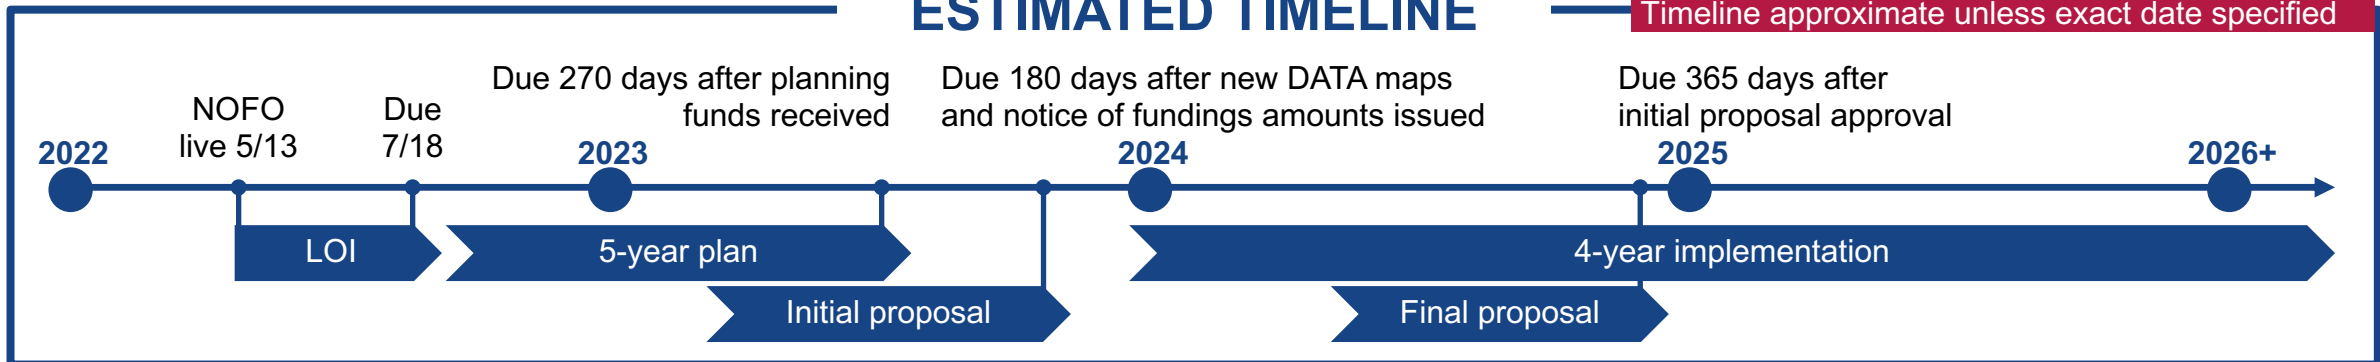 ESTIMATED TIMELINE
Timeline approximate unless exact date specified
NOFO
live 5/13
Due
7/18
Due 270 days after planning
funds received
Due 180 days after new DATA maps
and notice of fundings amounts issued
Due 365 days after
initial proposal approval
2022
2023
2024
2025
2026+
LOI
5-year plan
4-year implementation
Initial proposal
Final proposal